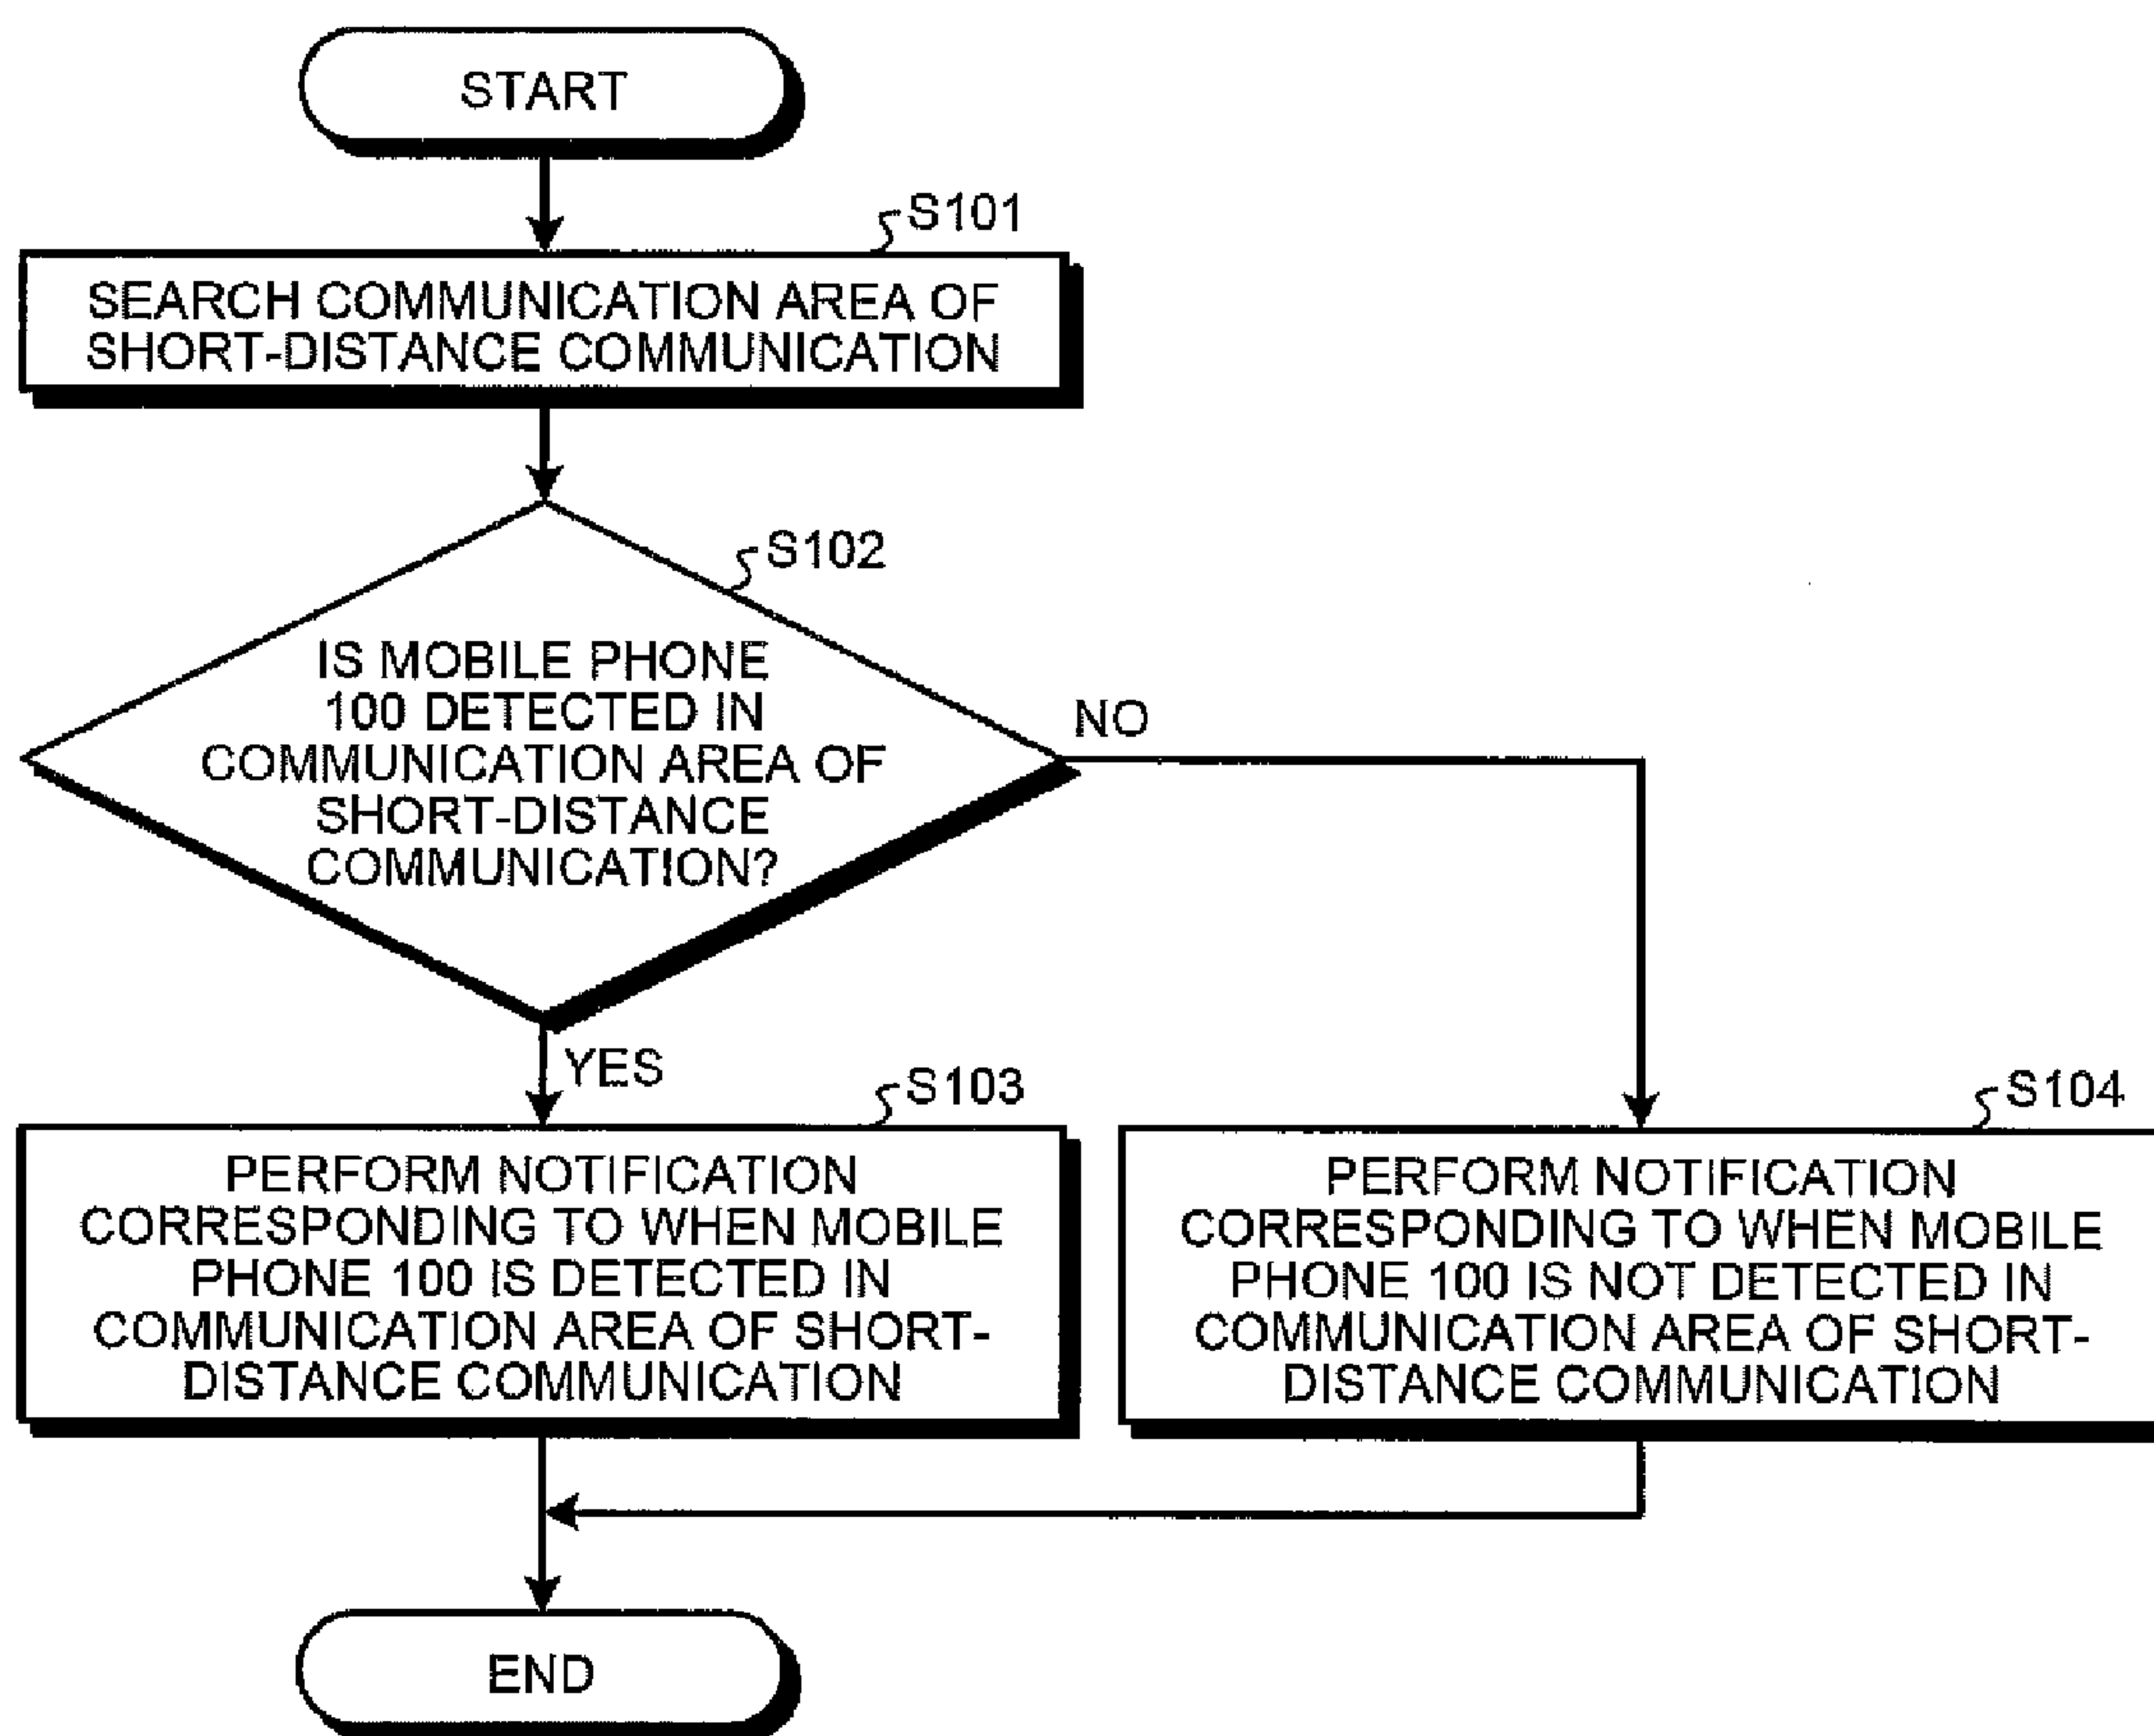 START
S101
SEARCH COMMUNICATION AREA OF
SHORT-DISTANCE COMMUNICATION
S102
IS MOBILE PHONE
100 DETECTED IN
COMMUNICATION AREA OF
SHORT-DISTANCE
COMMUNICATION?
NO
YES
S103
PERFORM NOTIFICATION
CORRESPONDING TO WHEN MOBILE
PHONE 100 IS DETECTED IN
COMMUNICATION AREA OF SHORT-
DISTANCE COMMUNICATION
S104
PERFORM NOTIFICATION
CORRESPONDING TO WHEN MOBILE
PHONE 100 IS NOT DETECTED IN
COMMUNICATION AREA OF SHORT-
DISTANCE COMMUNICATION
END